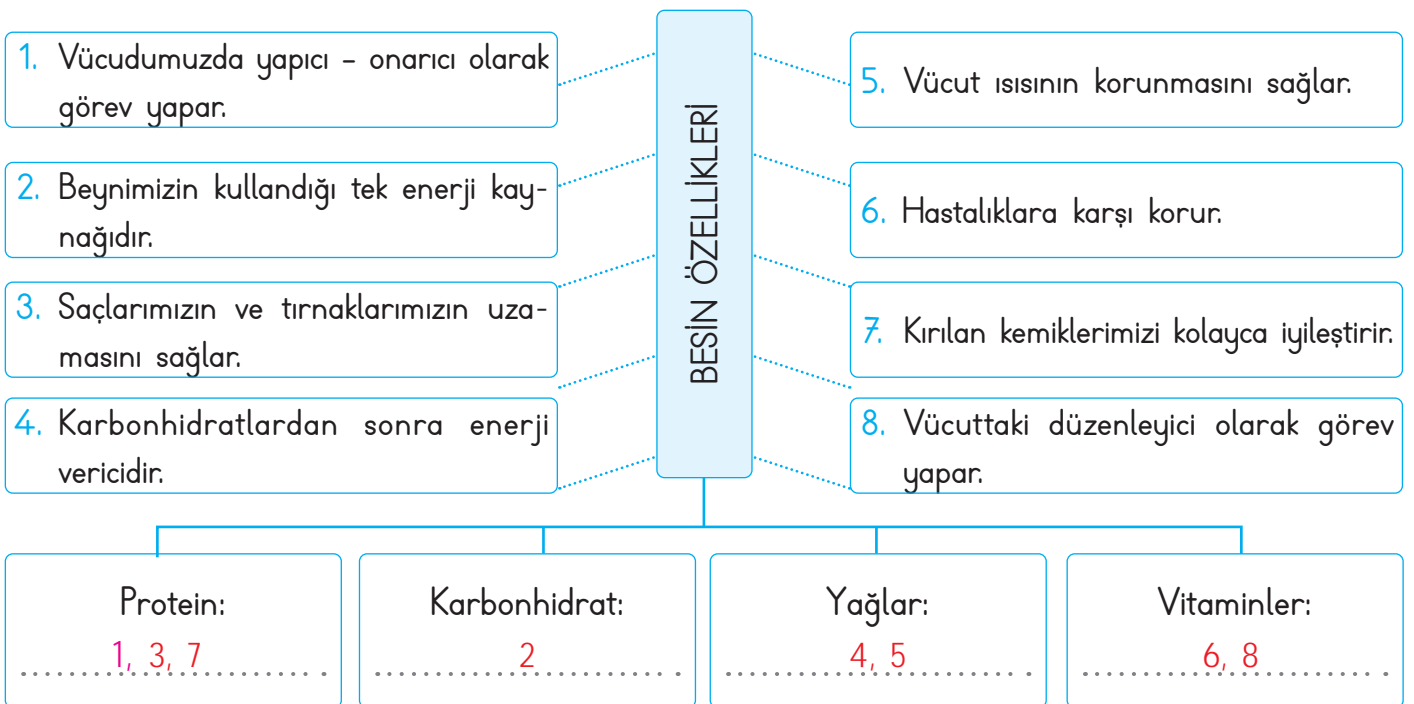 1. Vücudumuzda yapıcı – onarıcı olarak
görev yapar.
2. Beynimizin kullandığı tek enerji kay-
nağıdır.
3. Saçlarımızın ve tırnaklarımızın uza-
masını sağlar.
4. Karbonhidratlardan sonra enerji
vericidir.
BESİN ÖZELLİKLERİ
5. Vücut ısısının korunmasını sağlar.
6. Hastalıklara karşı korur.
7. Kırılan kemiklerimizi kolayca iyileştirir.
8. Vücuttaki düzenleyici olarak görev
yapar.
Protein:
1, 3, 7
Karbonhidrat:
2
Yağlar:
4, 5
Vitaminler:
6, 8